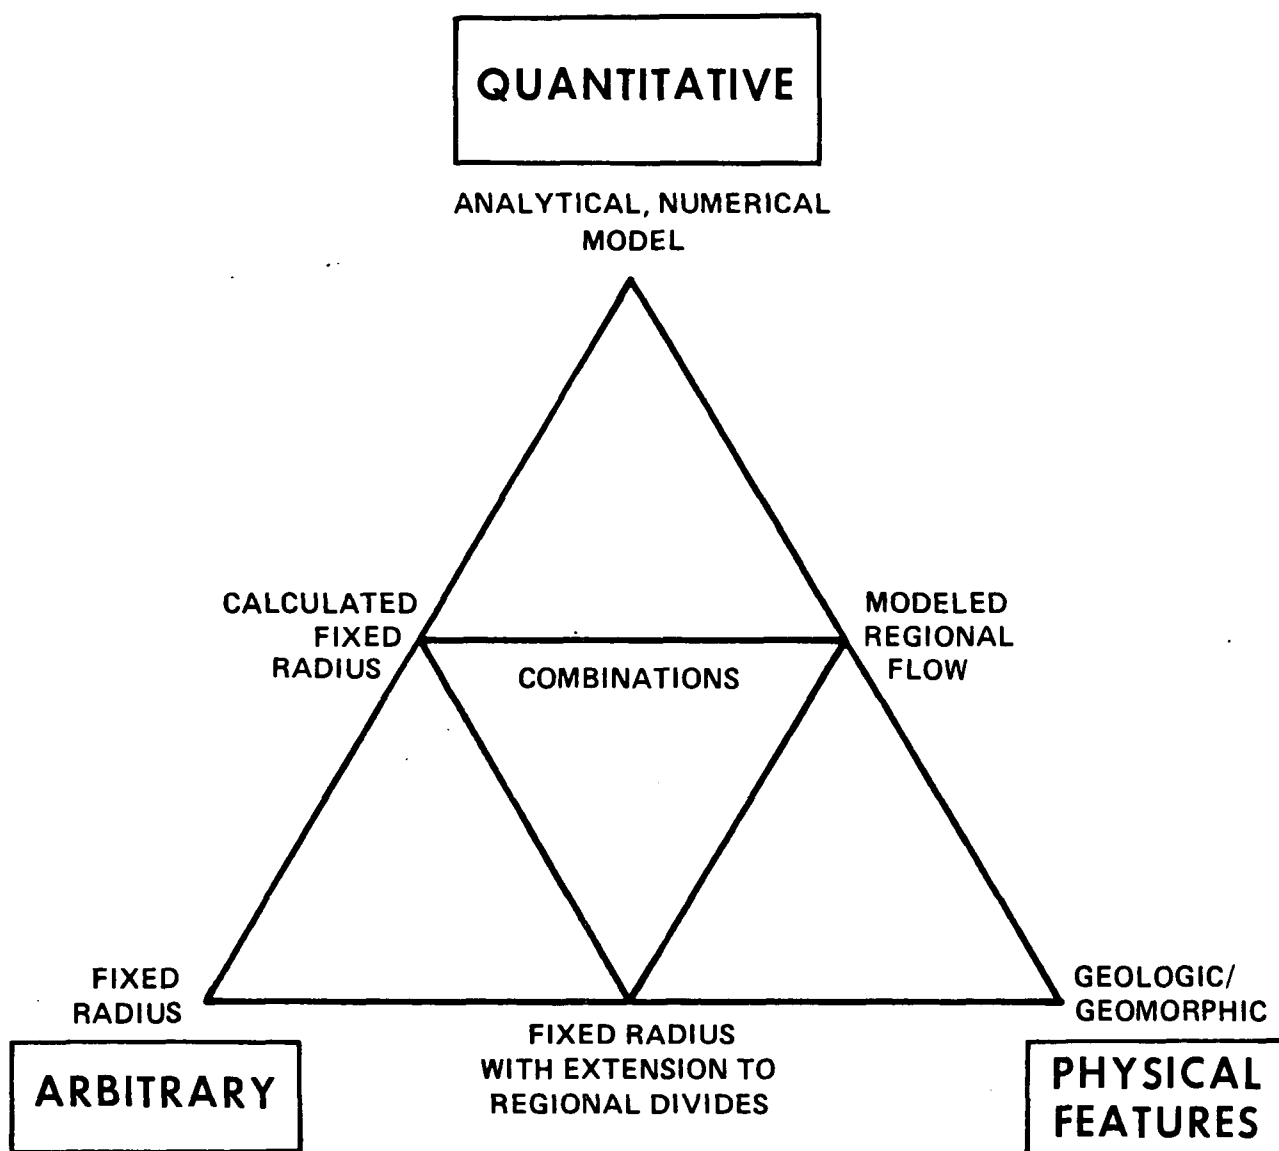 QUANTITATIVE
ANALYTICAL, NUMERICAL
MODEL
CALCULATED
FIXED
RADIUS
MODELED
REGIONAL
FLOW
COMBINATIONS
FIXED
RADIUS
ARBITRARY
FIXED RADIUS
WITH EXTENSION TO
REGIONAL DIVIDES
GEOLOGIC/
GEOMORPHIC
PHYSICAL
FEATURES